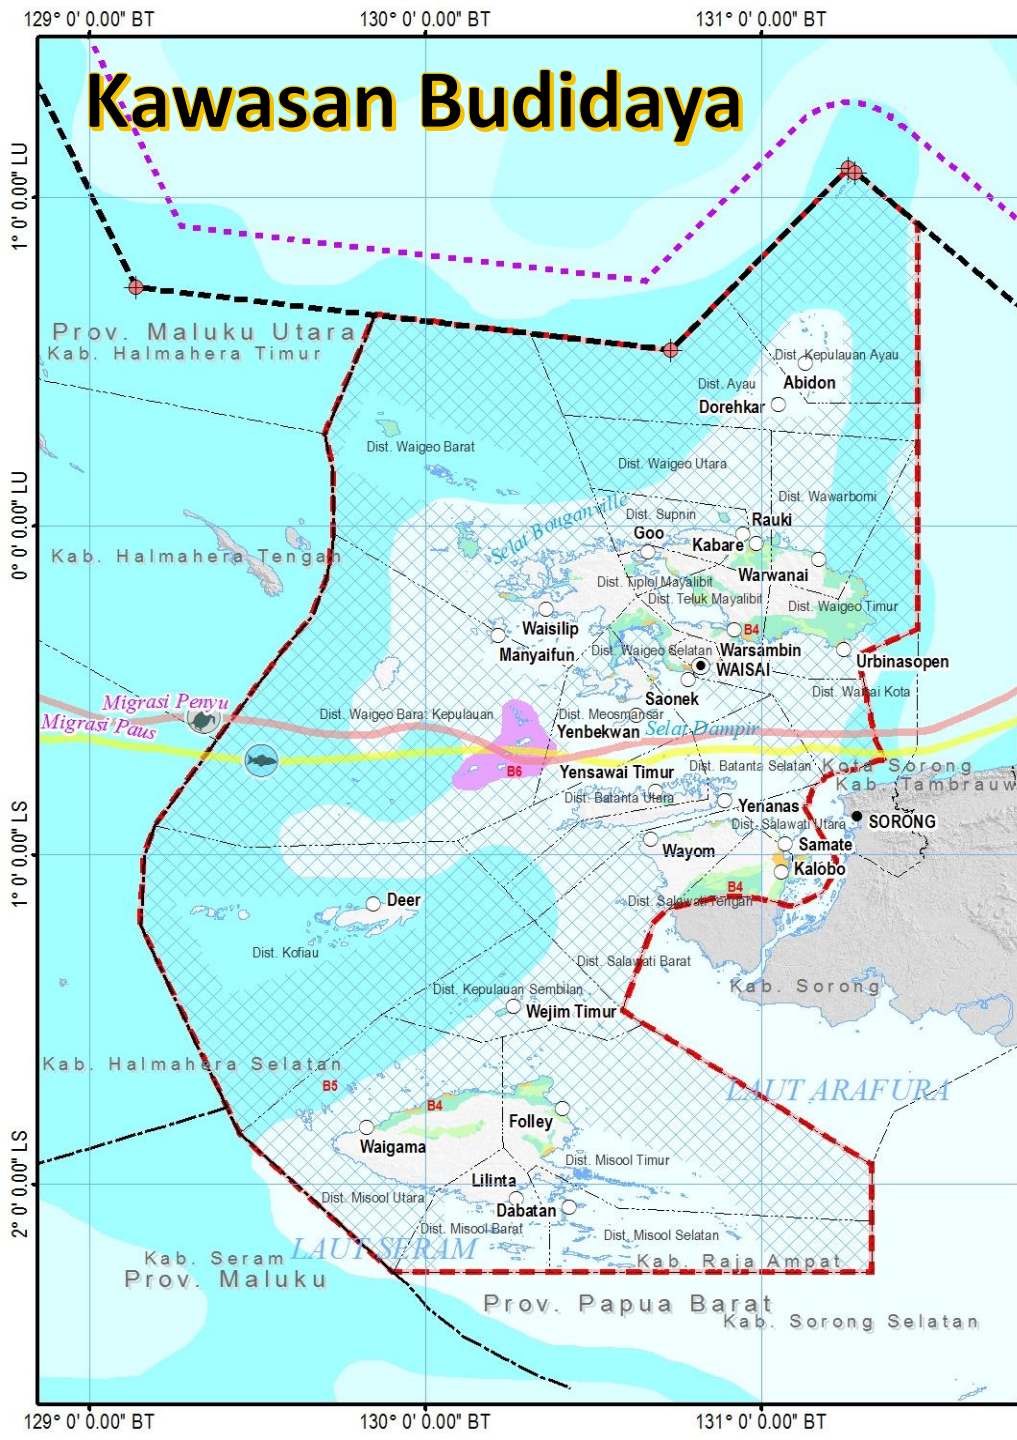 129° 0' 0.00" BT
130° 0' 0.00" BT
131° 0' 0.00" BT
Kawasan Budidaya
1° 0' 0.00" LU
Prov. Maluku Utara
Kab. Halmahera Timur
Dist. Kepulauan Ayau
Dist. Ayau
Abidon
Dorehkar
Dist. Waigeo Barat
Dist. Waigeo Utara
0° 0' 0.00" LU
Selat Bouganville
Dist. Wawarbomi
Dist. Supnin
Rauki
Goo
Kabare
Kab. Halmahera Tengah
Warwanai
Dist. Tiplol Mayalibit
Dist. Teluk Mayalibit
Dist. Waigeo Timur
Waisilip
B4
Manyaifun
Dist. Waigeo Selatan
Warsambin
WAISAI
Urbinasopen
Saonek
Dist. Waisai Kota
Migrasi Penyu
Dist. Waigeo Barat Kepulauan
Dist. Meosmansar
Migrasi Paus
Yenbekwan
Selat Dampir
B6
Yensawai Timur
Dist. Batanta Selatan
Kota Sorong
Kab. Tambrauw
Dist. Batanta Utara
Yenanas
Dist. Salawati Utara
SORONG
Wayom
Samate
Kalobo
1° 0' 0.00" LS
B4
Deer
Dist. Salawati Tengah
Dist. Kofiau
Dist. Salawati Barat
Dist. Kepulauan Sembilan
Kab. Sorong
Wejim Timur
Kab. Halmahera Selatan
B5
LAUT ARAFURA
B4
Folley
Waigama
Dist. Misool Timur
2° 0' 0.00" LS
Lilinta
Dist. Misool Utara
Dabatan
Dist. Misool Barat
Dist. Misool Selatan
LAUT SERAM
Kab. Seram
Kab. Raja Ampat
Prov. Maluku
Prov. Papua Barat
Kab. Sorong Selatan
129° 0' 0.00" BT
130° 0' 0.00" BT
131° 0' 0.00" BT